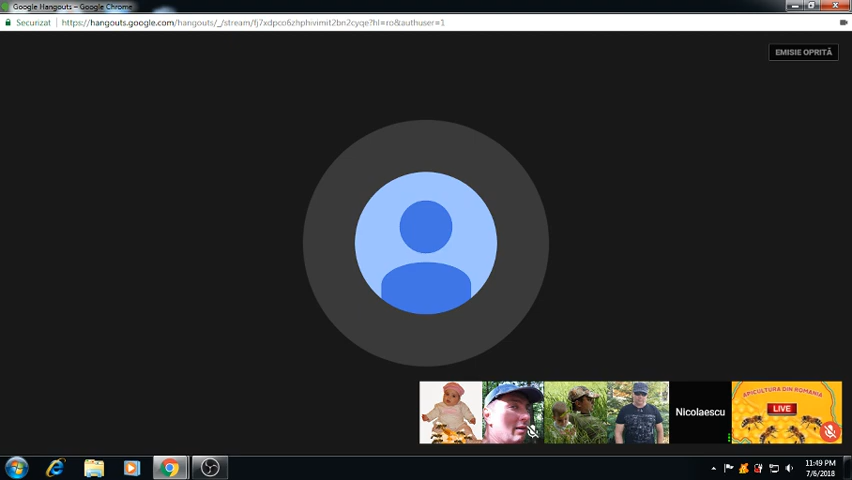 Google Hangouts – Google Chrome
Securizat
https://hangouts.google.com/hangouts/_/stream/fj7xdpco6zhphivimit2bn2cyqe?hl=ro&authuser=1
EMISIE OPRITĂ
Nicolaescu
APICULTURA DIN ROMANIA
LIVE
11:49 PM
7/6/2018